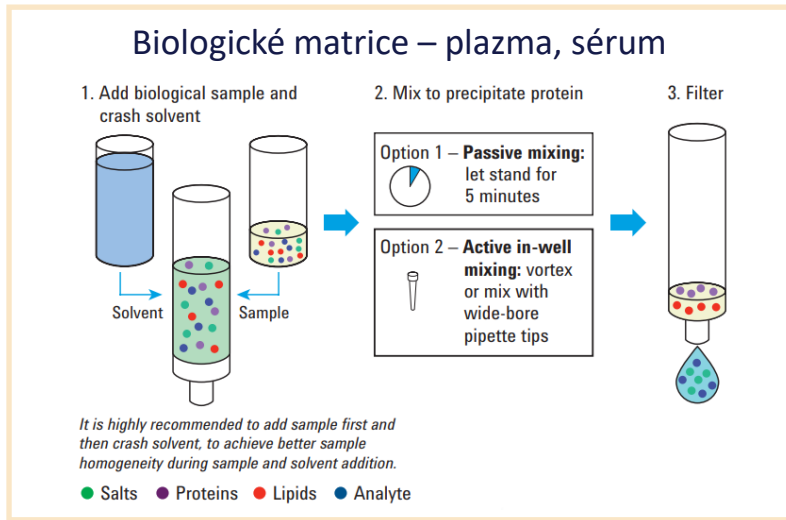 Biologické matrice – plazma, sérum
1. Add biological sample and
crash solvent
Solvent
Sample
2. Mix to precipitate protein
Option 1 – Passive mixing:
let stand for
5 minutes
Option 2 – Active in-well
mixing: vortex
or mix with
wide-bore
pipette tips
3. Filter
It is highly recommended to add sample first and
then crash solvent, to achieve better sample
homogeneity during sample and solvent addition.
Salts Proteins Lipids Analyte